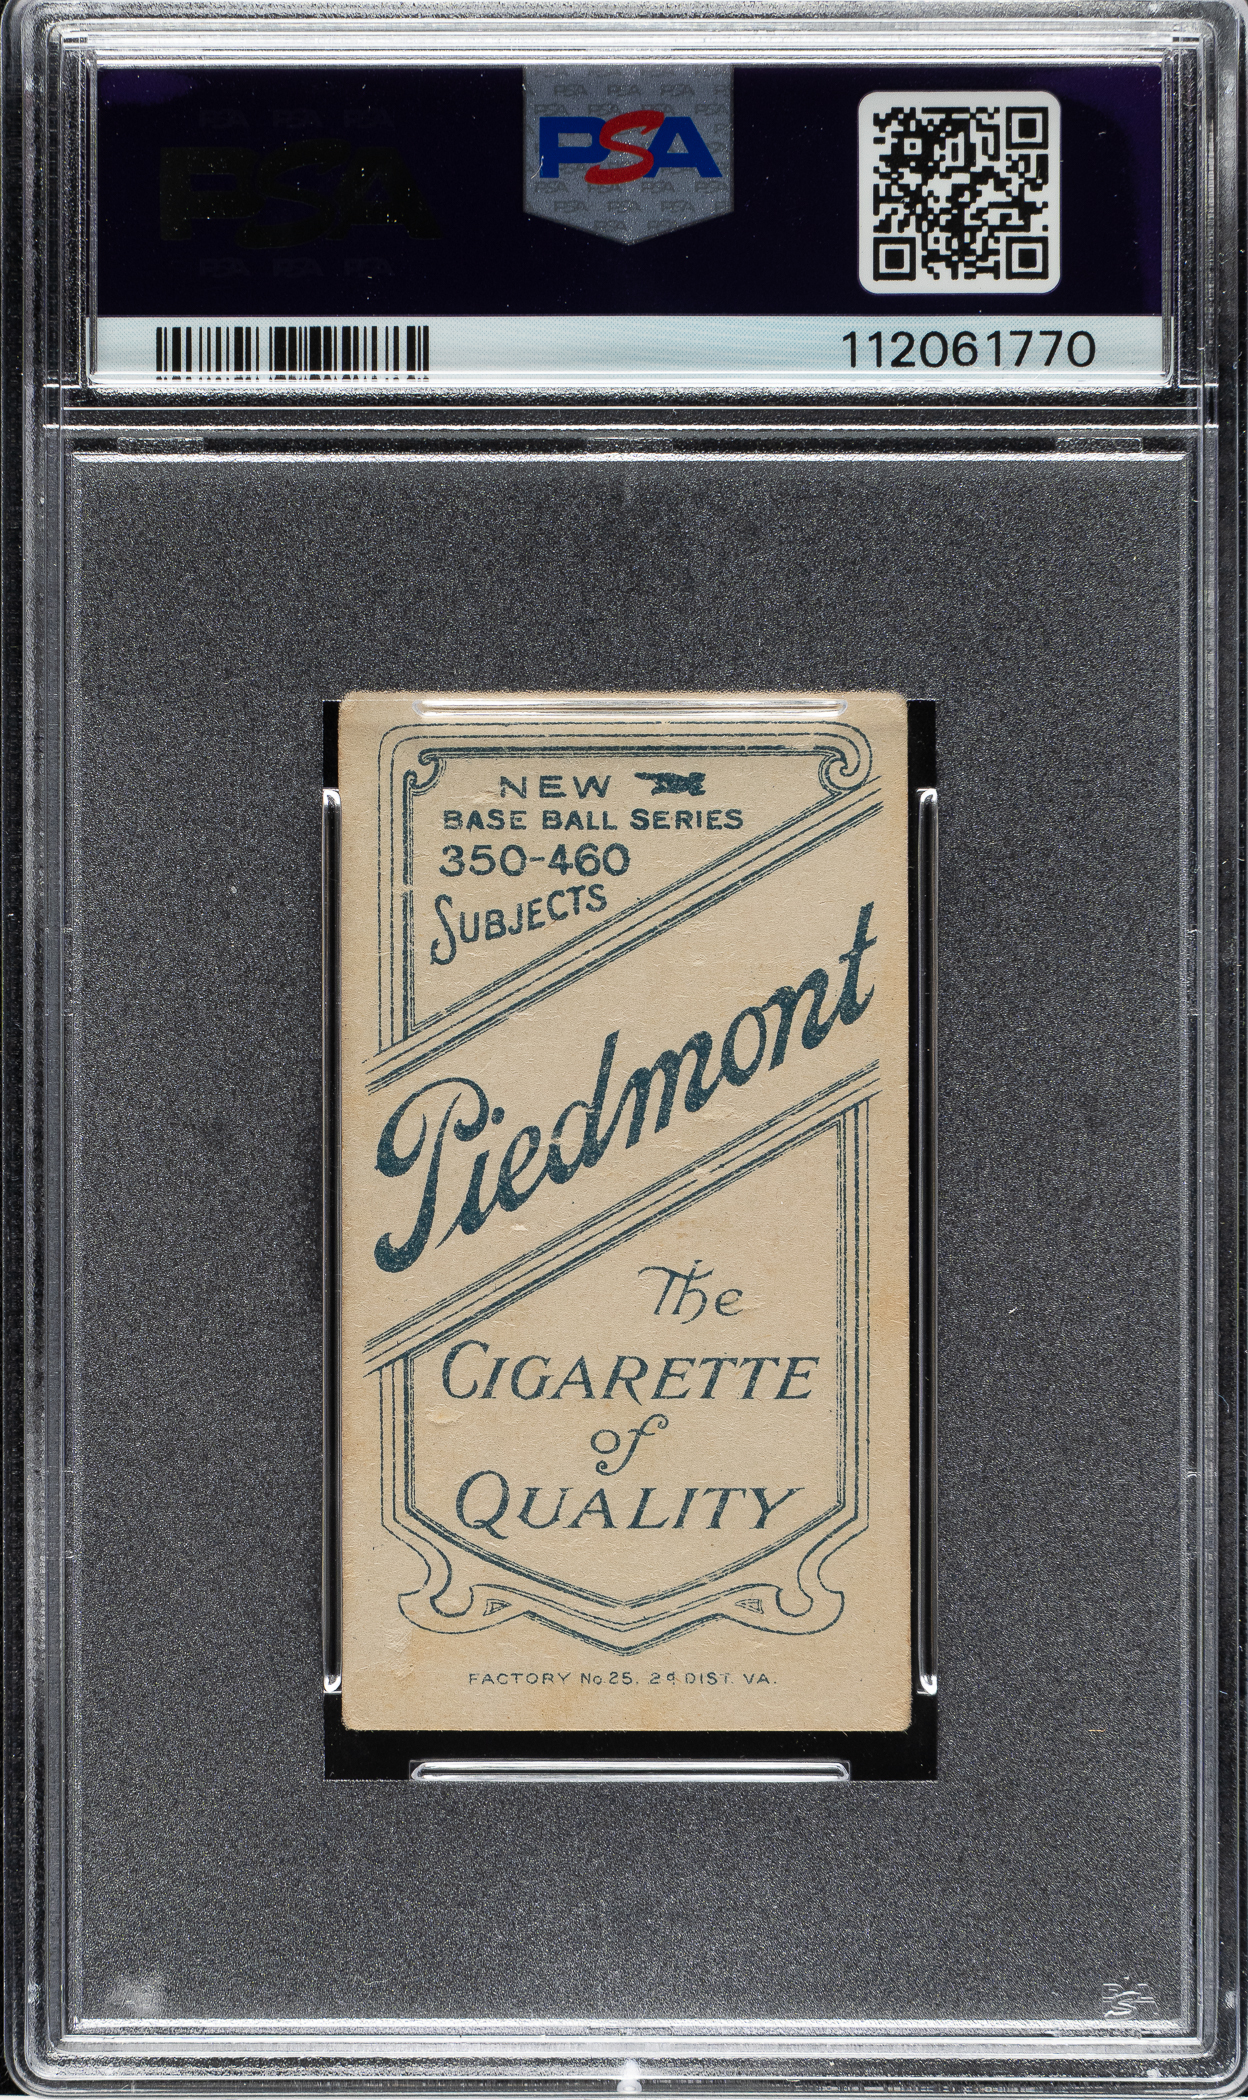 PSA
112061770
NEW
BASE BALL SERIES
350-460
SUBJECTS
Piedmont
The
CIGARETTE
of
QUALITY
FACTORY No. 25. 2d DIST. VA.